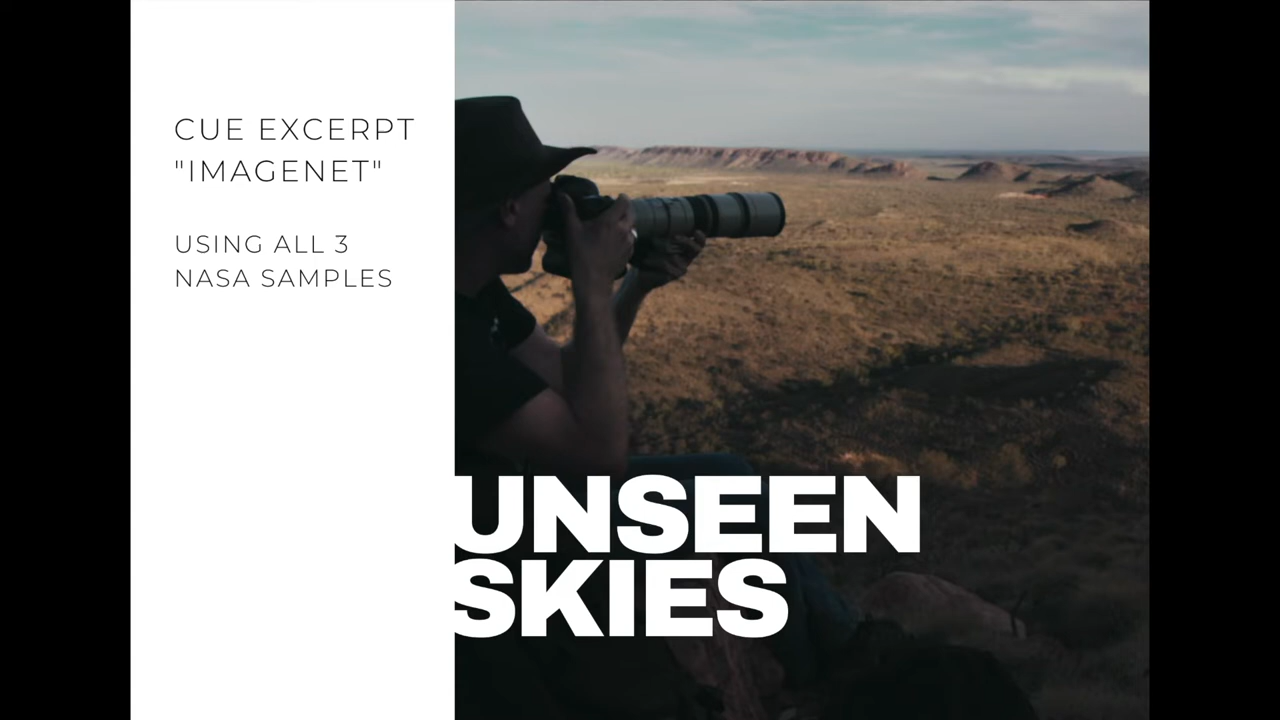 CUE EXCERPT
"IMAGENET"
USING ALL 3
NASA SAMPLES
UNSEEN
SKIES